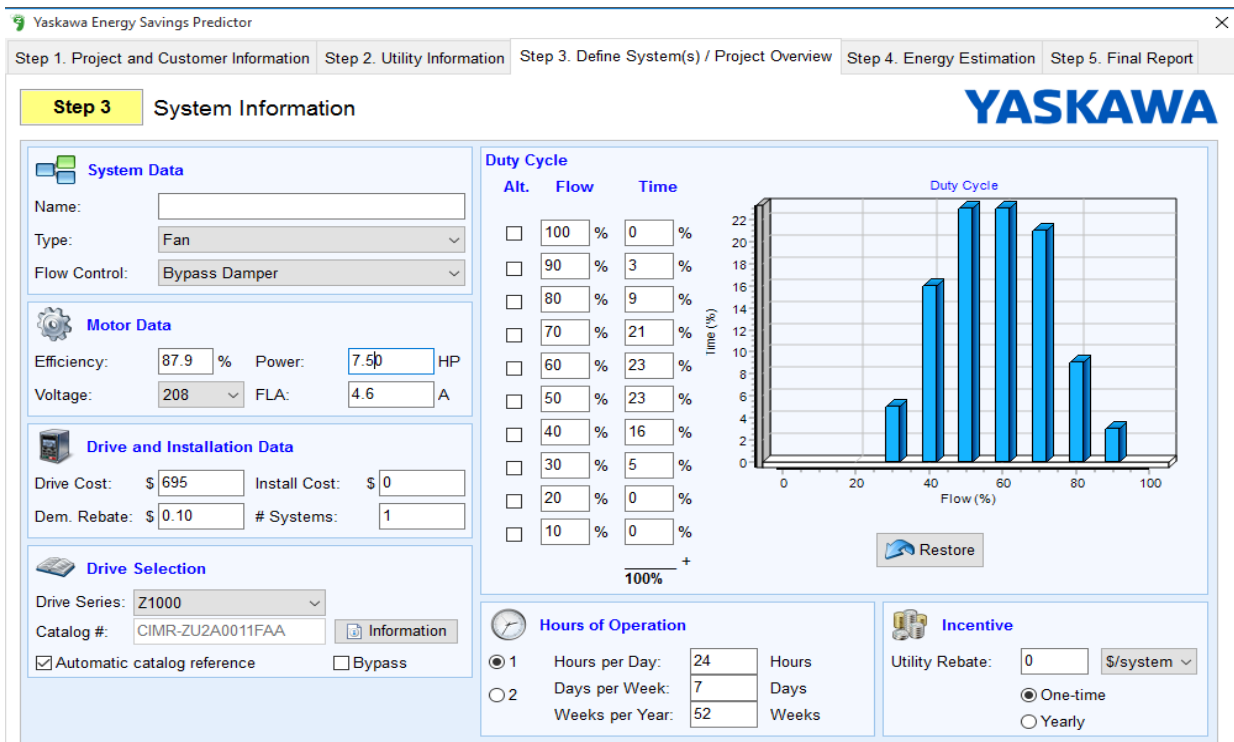 Yaskawa Energy Savings Predictor
Step 1. Project and Customer Information Step 2. Utility Information Step 3. Define System(s) / Project Overview Step 4. Energy Estimation Step 5. Final Report
Step 3 System Information
YASKAWA
System Data
Name:
Type: Fan
Flow Control: Bypass Damper
Motor Data
Efficiency: 87.9 % Power: 7.50 HP
Voltage: 208 FLA: 4.6 A
Drive and Installation Data
Drive Cost: $ 695 Install Cost: $ 0
Dem. Rebate: $ 0.10 # Systems: 1
Drive Selection
Drive Series: Z1000
Catalog #: CIMR-ZU2A0011FAA Information
Automatic catalog reference Bypass
Duty Cycle
Alt. Flow Time
100 % 0 %
90 % 3 %
80 % 9 %
70 % 21 %
60 % 23 %
50 % 23 %
40 % 16 %
30 % 5 %
20 % 0 %
10 % 0 %
+
100%
Duty Cycle
Time (%)
22
20
18
16
14
12
10
8
6
4
2
0
0 20 40 60 80 100
Flow (%)
Restore
Hours of Operation
1 Hours per Day: 24 Hours
2 Days per Week: 7 Days
Weeks per Year: 52 Weeks
Incentive
Utility Rebate: 0 $/system
One-time
Yearly